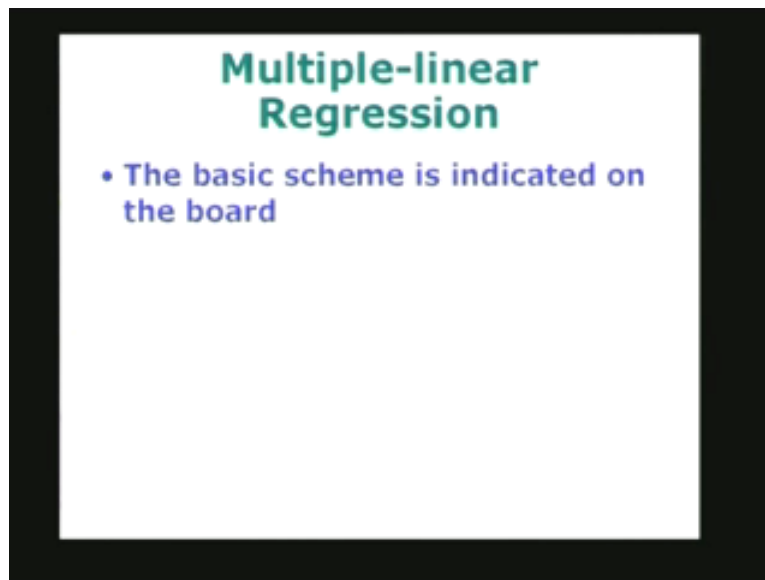 Multiple-linear
Regression
• The basic scheme is indicated on
the board